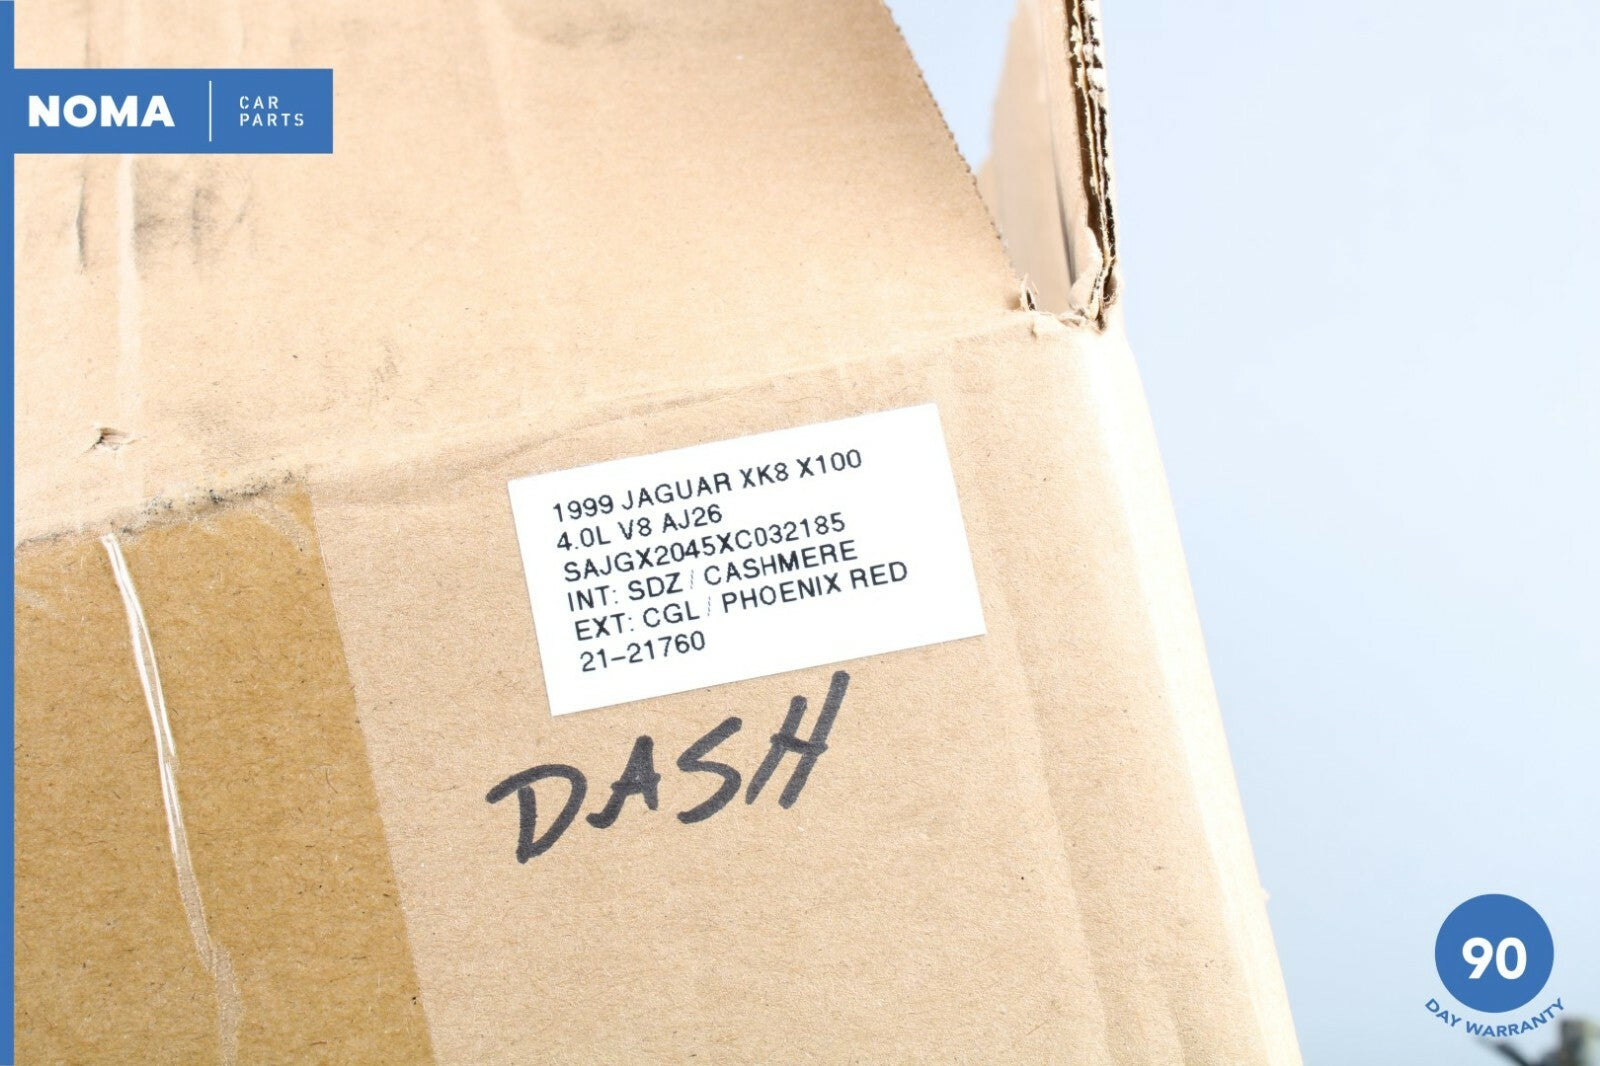 NOMA
CAR
PARTS
1999 JAGUAR XK8 X100
4.0L V8 AJ26
SAJGX2045XC032185
INT: SDZ / CASHMERE
EXT: CGL / PHOENIX RED
21-21760
DASH
90
DAY WARRANTY